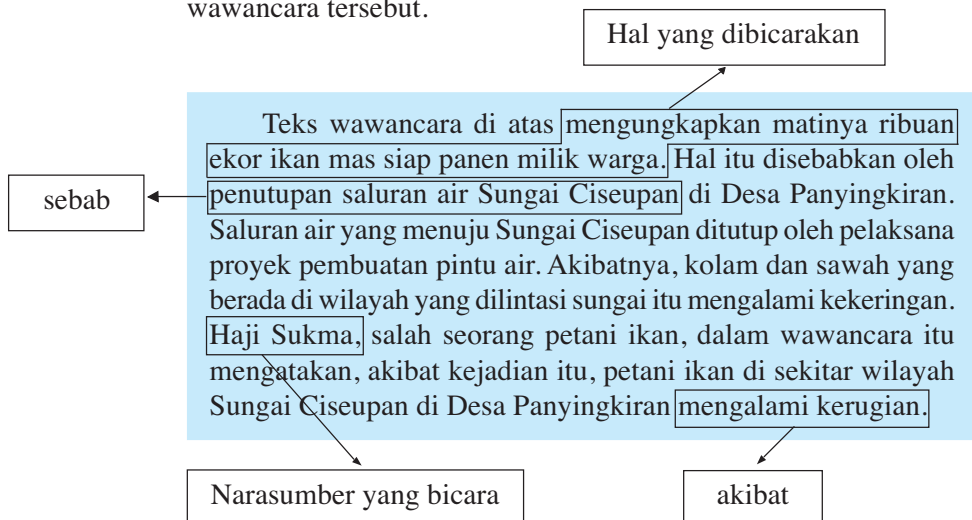 wawancara tersebut.
Hal yang dibicarakan
Teks wawancara di atas mengungkapkan matinya ribuan
ekor ikan mas siap panen milik warga. Hal itu disebabkan oleh
sebab
penutupan saluran air Sungai Ciseupan di Desa Panyingkiran.
Saluran air yang menuju Sungai Ciseupan ditutup oleh pelaksana
proyek pembuatan pintu air. Akibatnya, kolam dan sawah yang
berada di wilayah yang dilintasi sungai itu mengalami kekeringan.
Haji Sukma, salah seorang petani ikan, dalam wawancara itu
mengatakan, akibat kejadian itu, petani ikan di sekitar wilayah
Sungai Ciseupan di Desa Panyingkiran mengalami kerugian.
Narasumber yang bicara
akibat